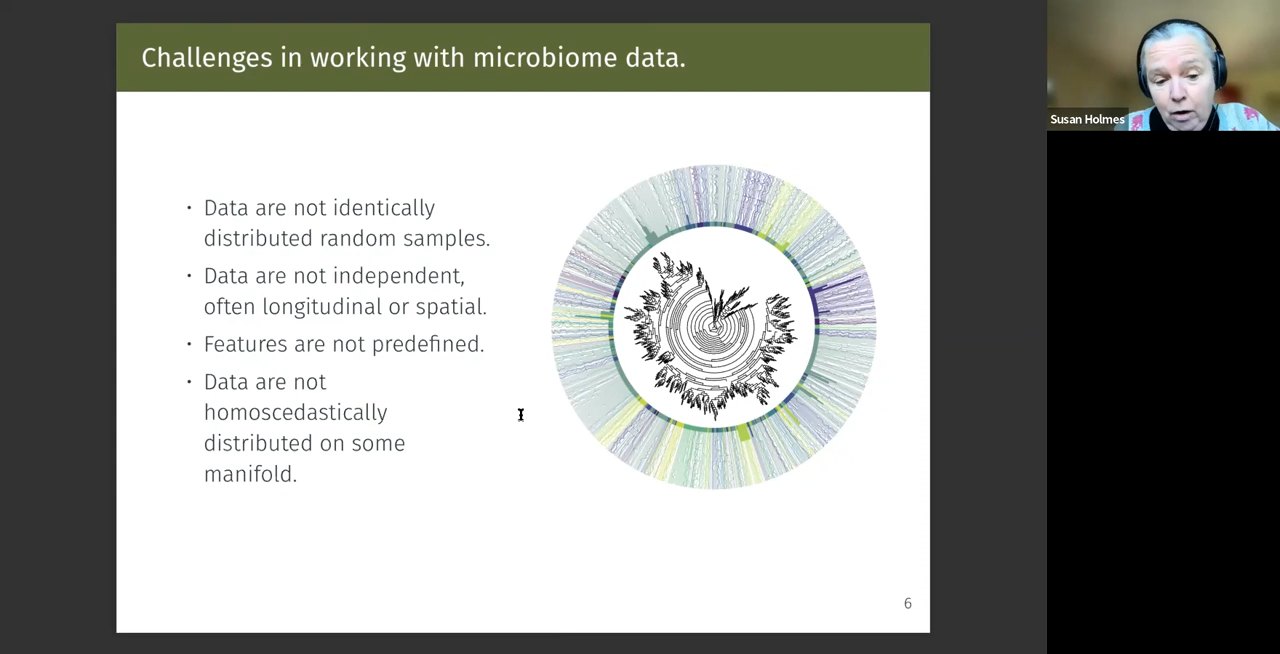 Challenges in working with microbiome data.
Susan Holmes
• Data are not identically
distributed random samples.
• Data are not independent,
often longitudinal or spatial.
• Features are not predefined.
• Data are not
homoscedastically
distributed on some
manifold.
6